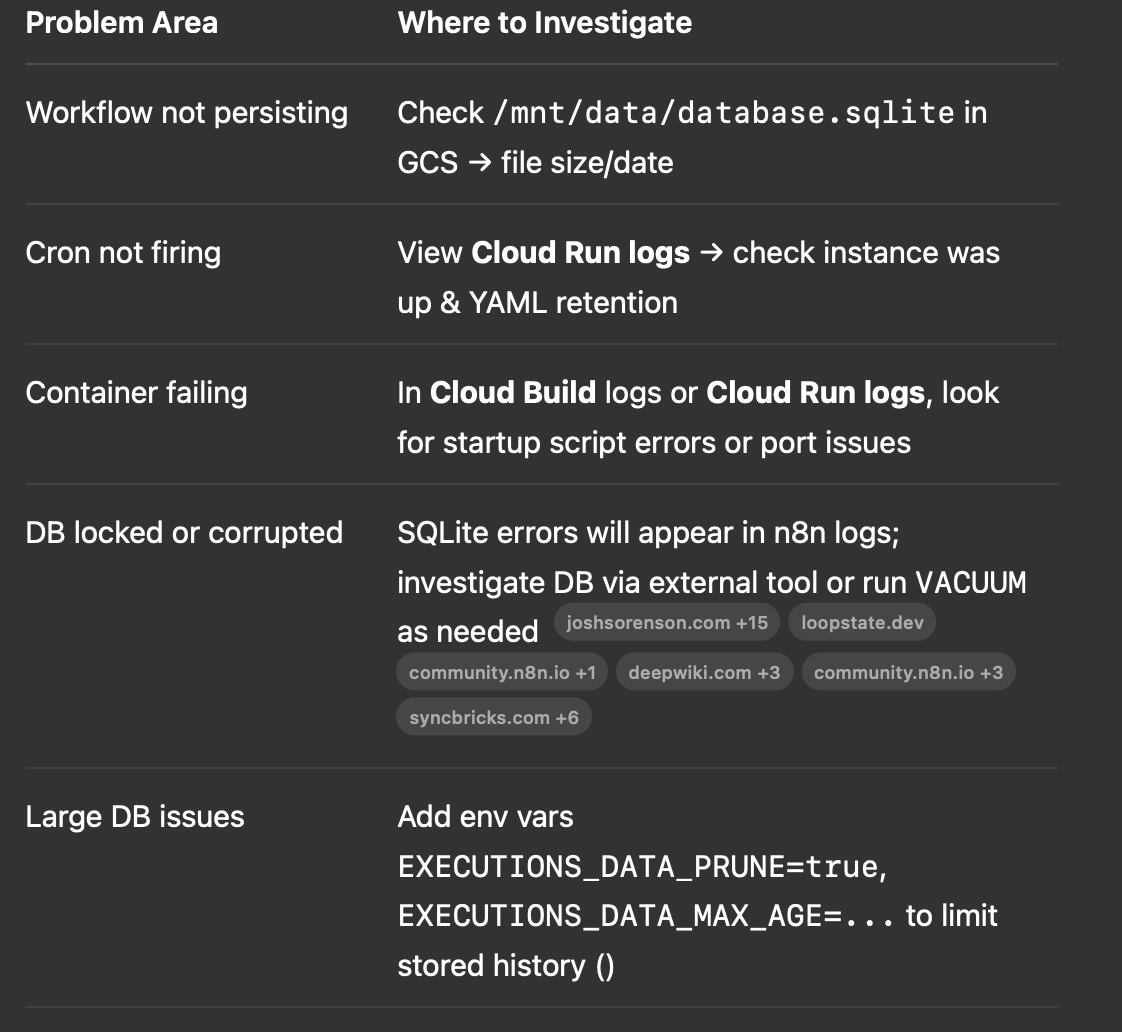 Problem Area
Where to Investigate
Workflow not persisting
Check /mnt/data/database.sqlite in
GCS → file size/date
Cron not firing
View Cloud Run logs → check instance was
up & YAML retention
Container failing
In Cloud Build logs or Cloud Run logs, look
for startup script errors or port issues
DB locked or corrupted
SQLite errors will appear in n8n logs;
investigate DB via external tool or run VACUUM
as needed joshsorenson.com +15 loopstate.dev
community.n8n.io +1 deepwiki.com +3 community.n8n.io +3
syncbricks.com +6
Large DB issues
Add env vars
EXECUTIONS_DATA_PRUNE=true,
EXECUTIONS_DATA_MAX_AGE=... to limit
stored history ()